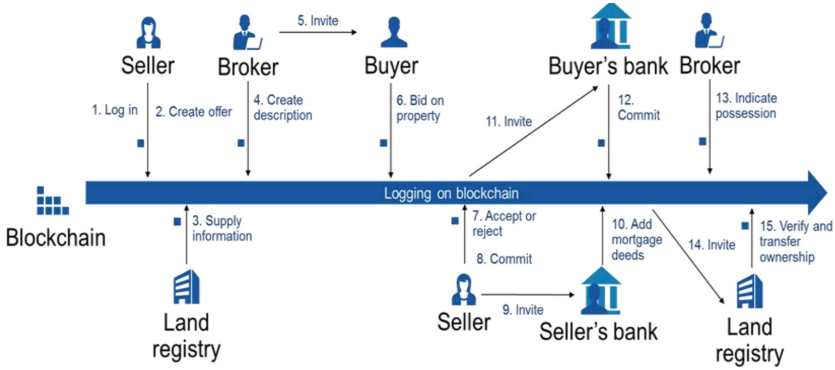 5. Invite
Seller
Broker
Buyer
Buyer's bank
Broker
1. Log in
2. Create offer
4. Create
description
6. Bid on
property
11. Invite
12.
Commit
13. Indicate
possession
Logging on blockchain
Blockchain
3. Supply
information
7. Accept or
reject
8. Commit
10. Add
mortgage
deeds
14. Invite
15. Verify and
transfer
ownership
9. Invite
Land
registry
Seller
Seller's bank
Land
registry